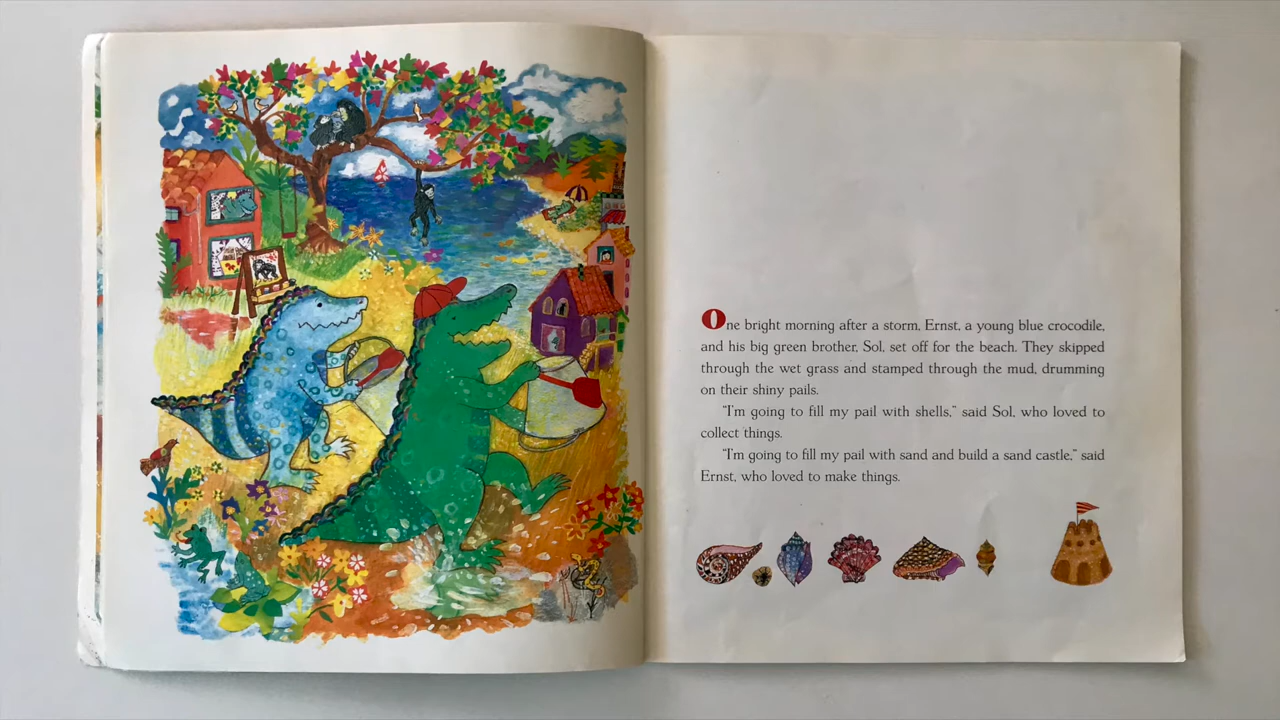 One bright morning after a storm, Ernst, a young blue crocodile,
and his big green brother, Sol, set off for the beach. They skipped
through the wet grass and stamped through the mud, drumming
on their shiny pails.
“I’m going to fill my pail with shells,” said Sol, who loved to
collect things.
“I’m going to fill my pail with sand and build a sand castle,” said
Ernst, who loved to make things.